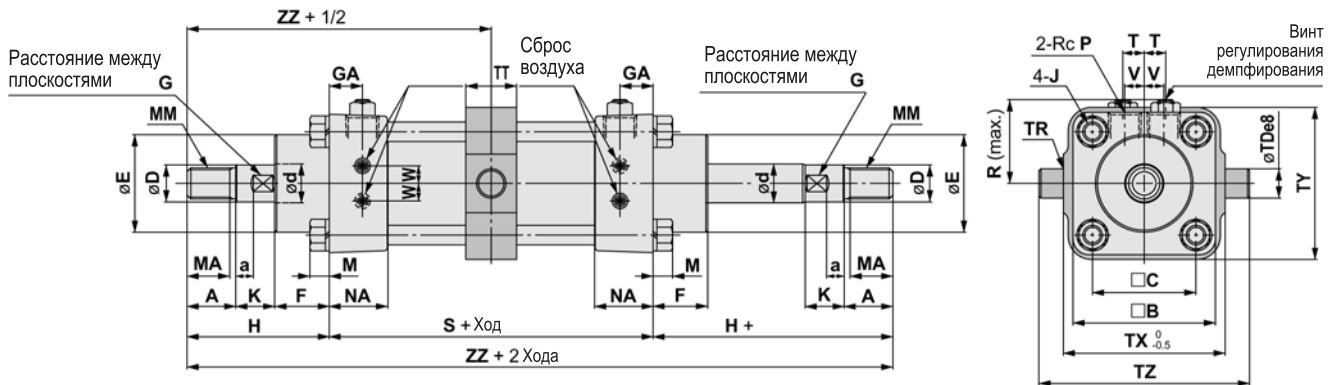 ZZ + 1/2
Расстояние между
плоскостями
G
Сброс
воздуха
Расстояние между
плоскостями
G
GA
TT
GA
MM
MM
øE
øD
ød
W W
ød
øD
øE
MA
a
M
M
a
MA
A
K
F
NA
NA
F
K
A
H
S + Ход
H +
ZZ + 2 Хода
Винт
регулирования
демпфирования
2-Rc P
T
T
4-J
V
V
R (max.)
TR
øTDe8
TY
□C
□B
TX 0 -0.5
TZ